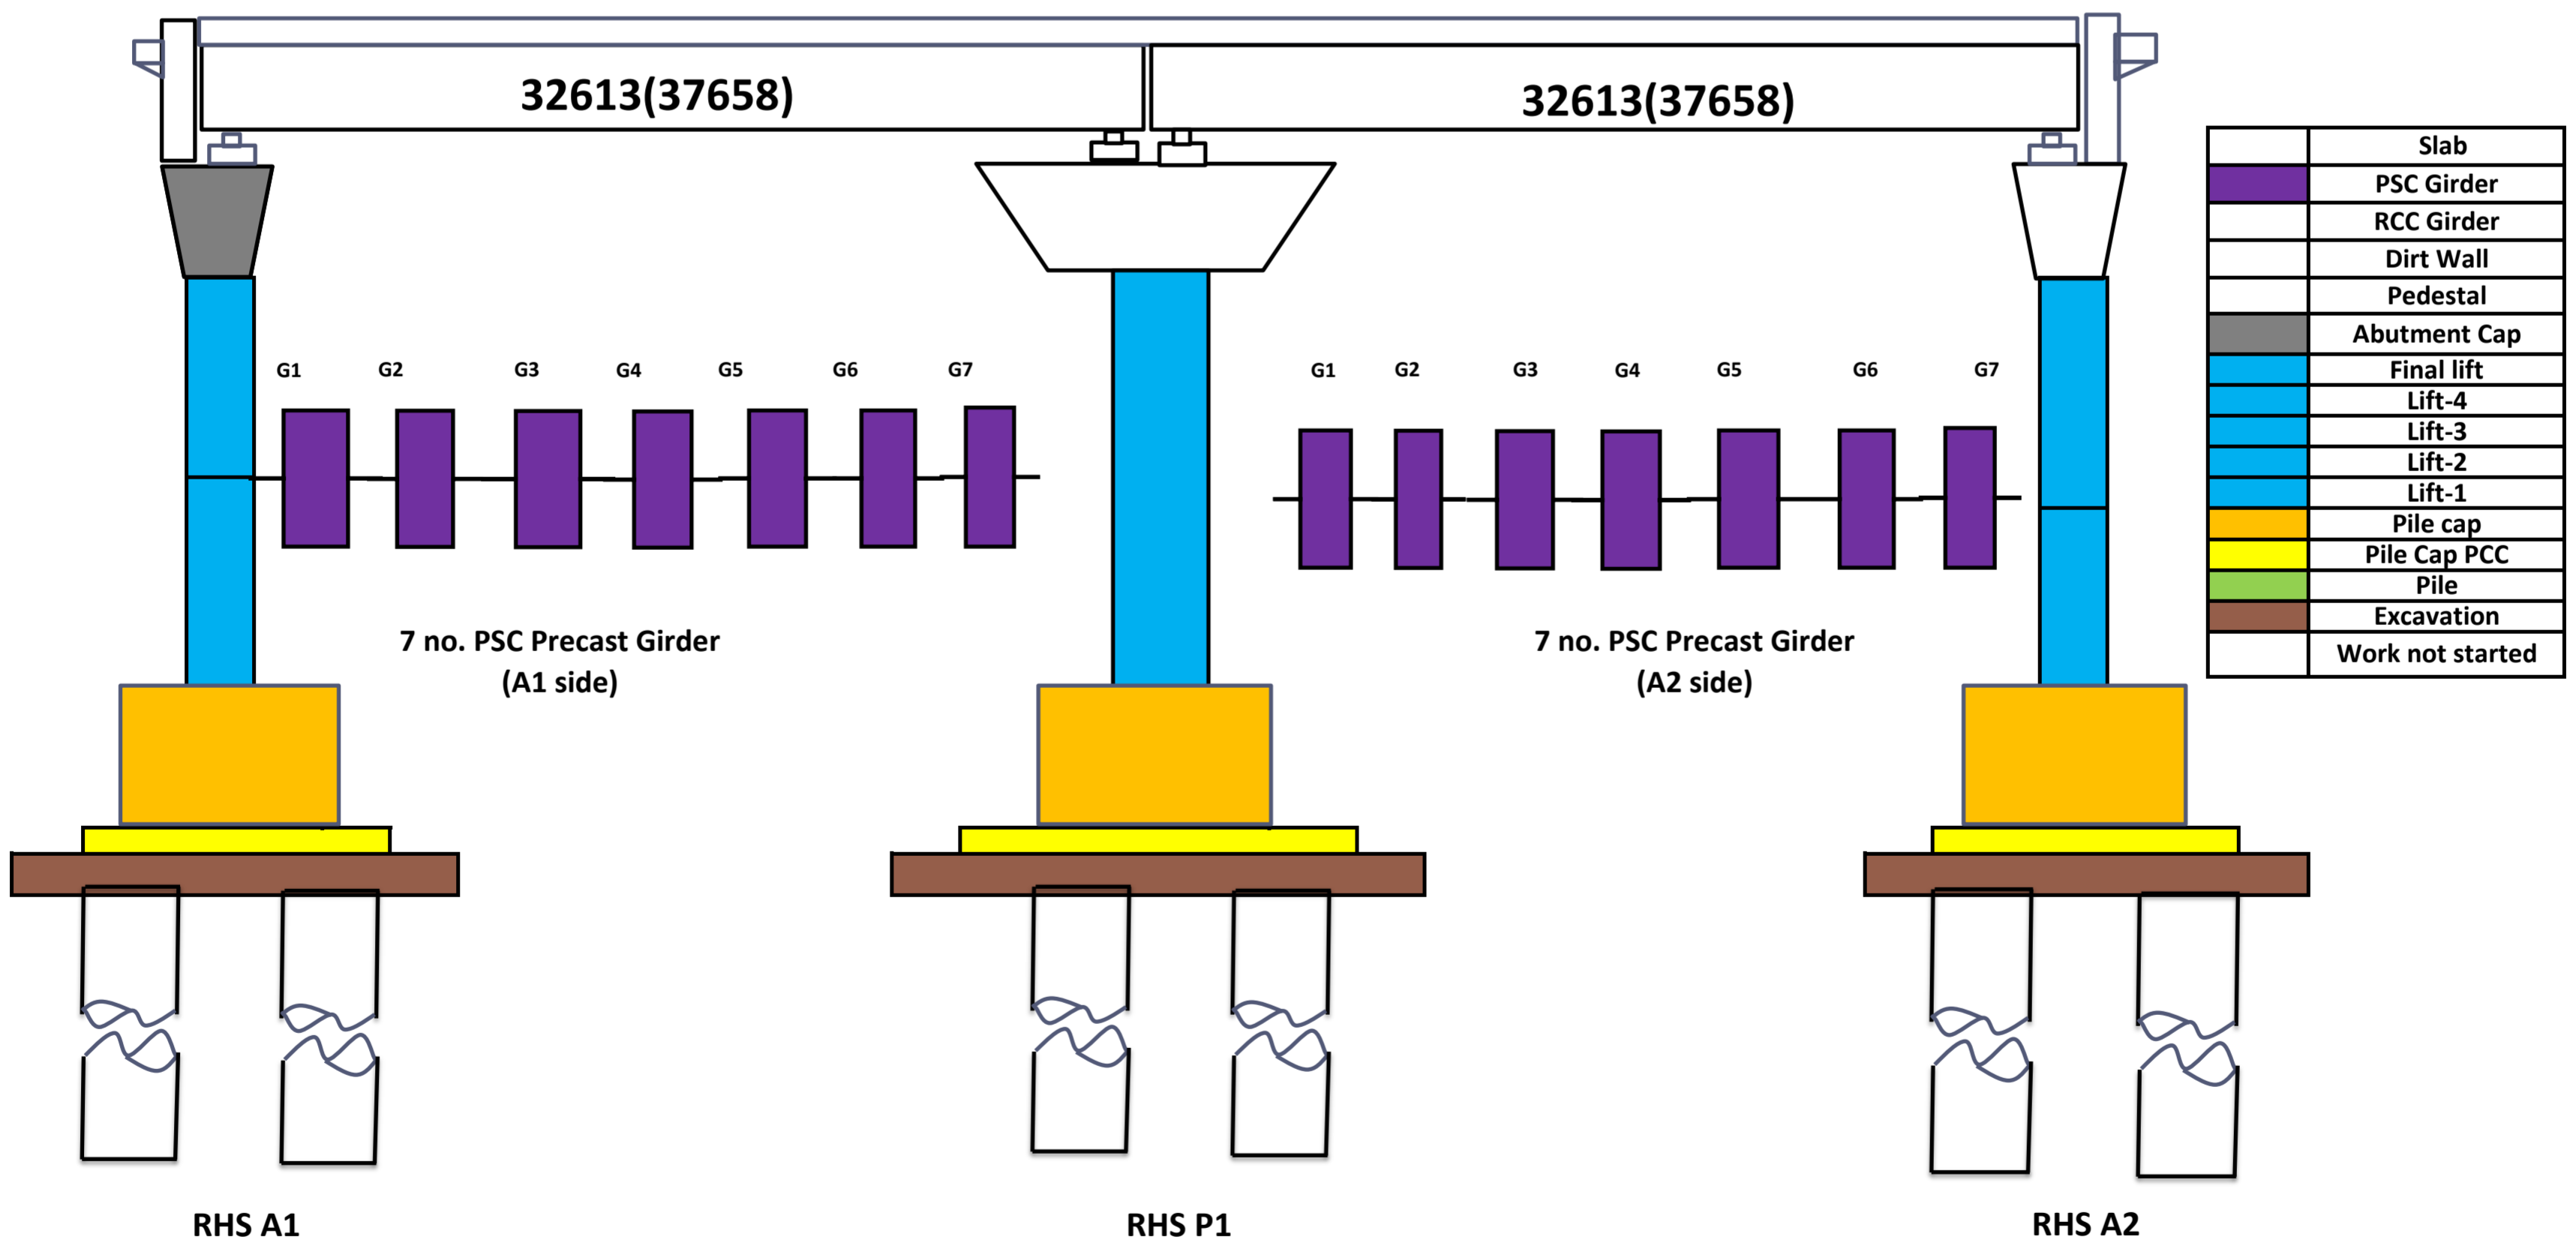 32613(37658)
32613(37658)
Slab
PSC Girder
RCC Girder
Dirt Wall
Pedestal
Abutment Cap
Final lift
Lift-4
Lift-3
Lift-2
Lift-1
Pile cap
Pile Cap PCC
Pile
Excavation
Work not started
G1 G2 G3 G4 G5 G6 G7
G1 G2 G3 G4 G5 G6 G7
7 no. PSC Precast Girder
(A1 side)
7 no. PSC Precast Girder
(A2 side)
RHS A1
RHS P1
RHS A2